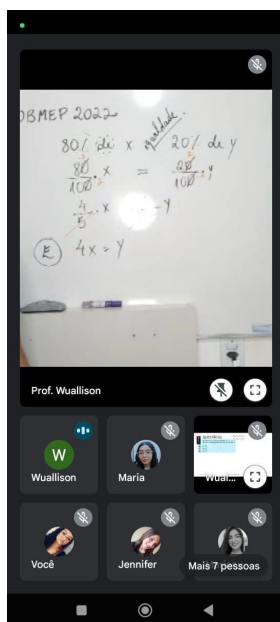 OBMEP 2022
igualdade
80% de x 20% de y
80/100 . x = 20/100 . y
4/5 . x y
E 4x = y
Prof. Wuallison
W
Wuallison
Maria
Wual...
Você
Jennifer
Mais 7 pessoas